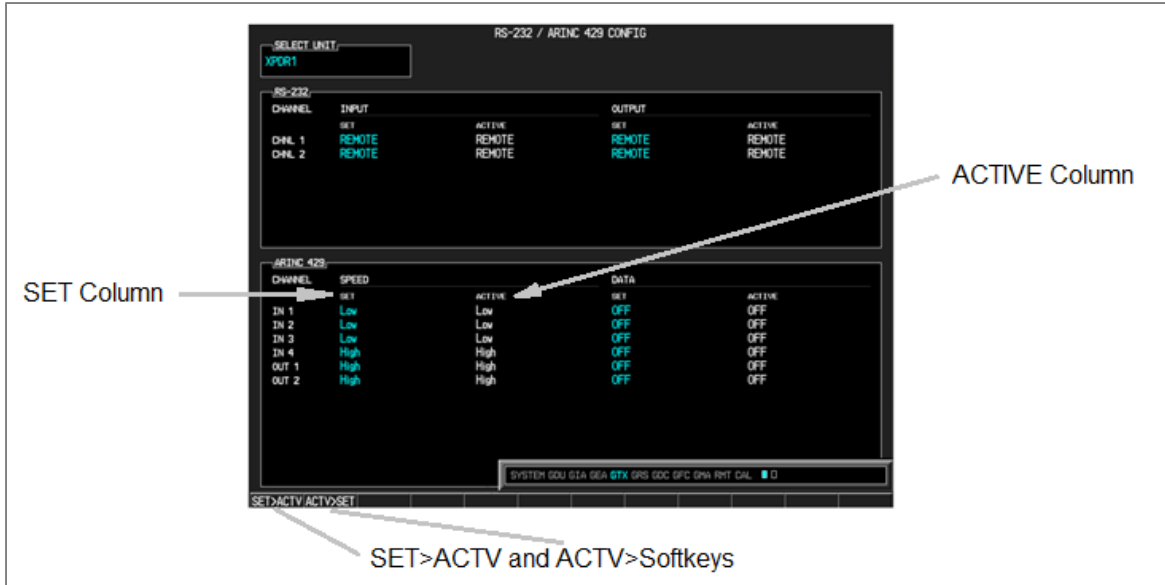 RS-232 / ARINC 429 CONFIG
SELECT UNIT
XPDR1
RS-232
CHANNEL INPUT OUTPUT
SET ACTIVE SET ACTIVE
CHNL 1 REMOTE REMOTE REMOTE REMOTE
CHNL 2 REMOTE REMOTE REMOTE REMOTE
ACTIVE Column
ARINC 429
CHANNEL SPEED DATA
SET Column
SET ACTIVE SET ACTIVE
IN 1 Low Low OFF OFF
IN 2 Low Low OFF OFF
IN 3 Low Low OFF OFF
IN 4 High High OFF OFF
OUT 1 High High OFF OFF
OUT 2 High High OFF OFF
SYSTEM GDU GIA GEA GTX GRS GDC GFC GMA RMT CAL
SET>ACTV ACTV>SET
SET>ACTV and ACTV>Softkeys